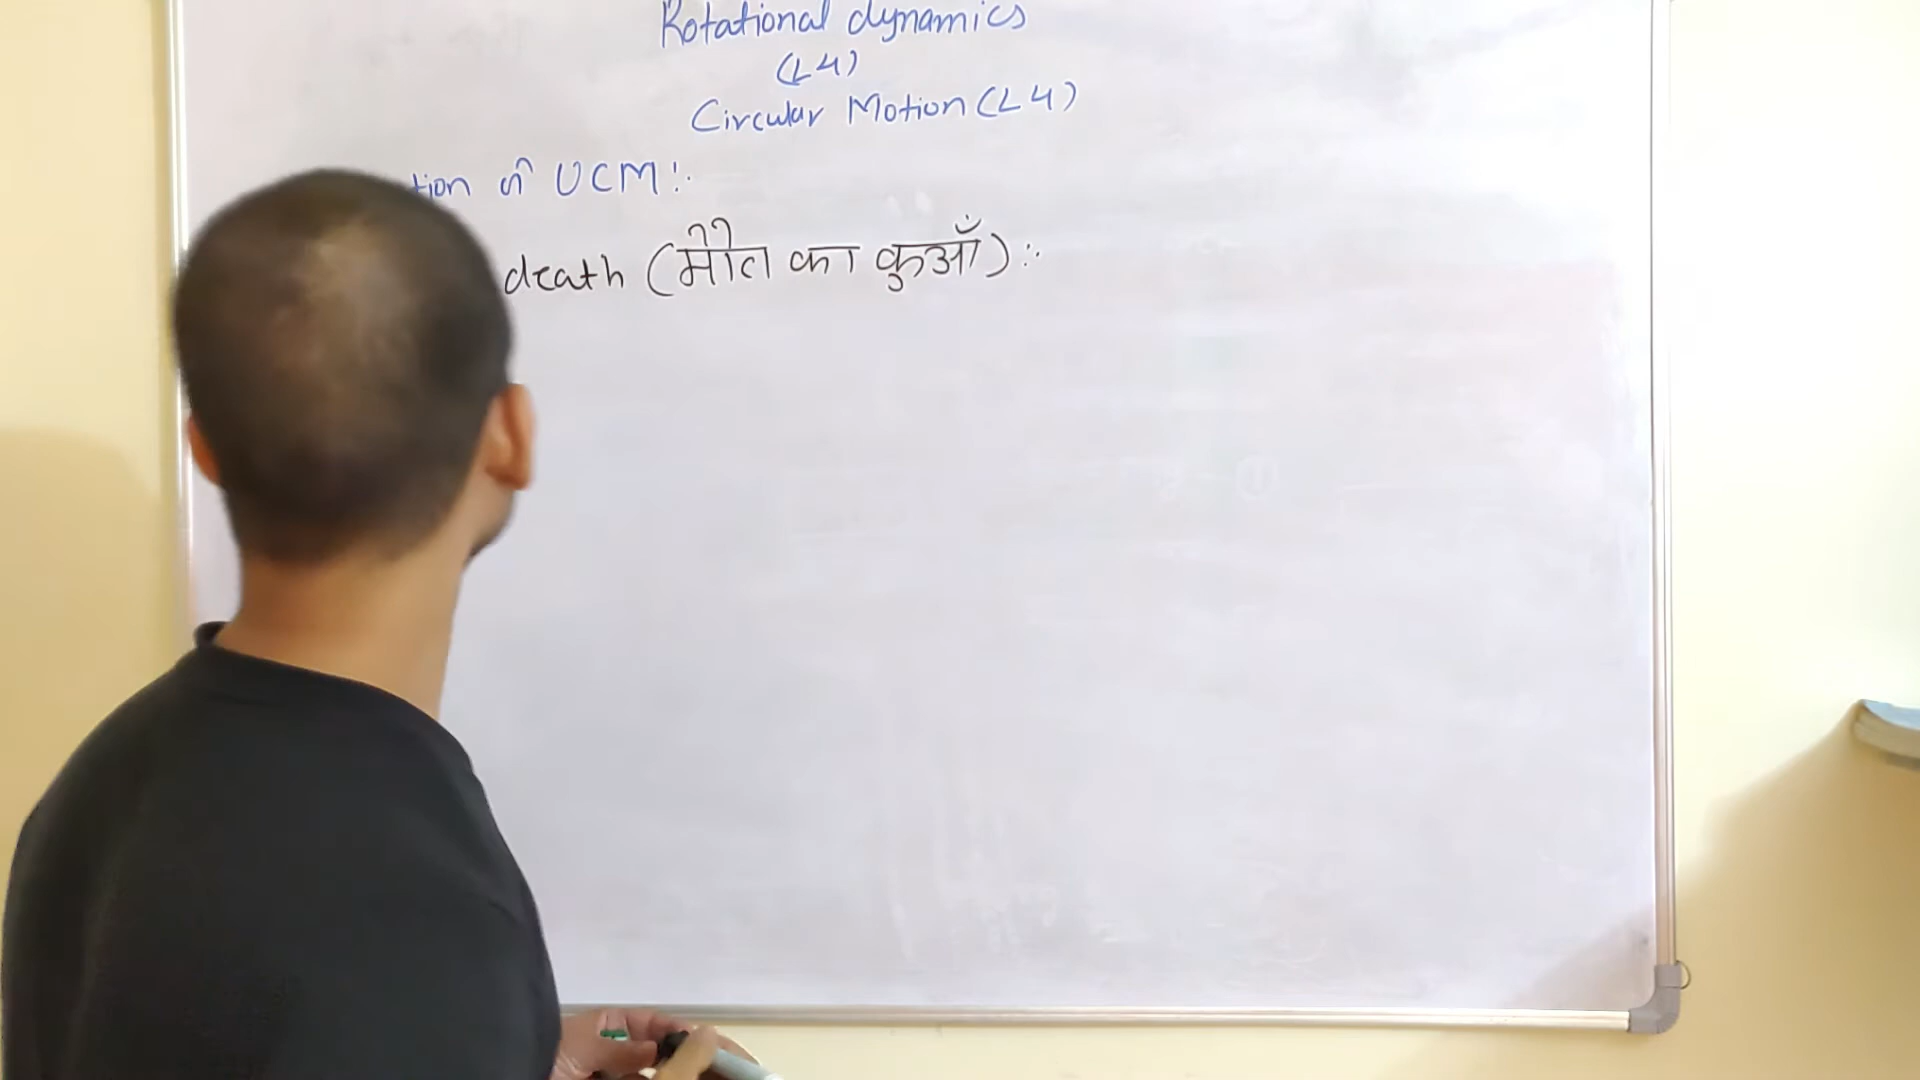 Rotational dynamics
(L4)
Circular Motion (L4)
tion of UCM :-
death (मौत का कुआँ) :-